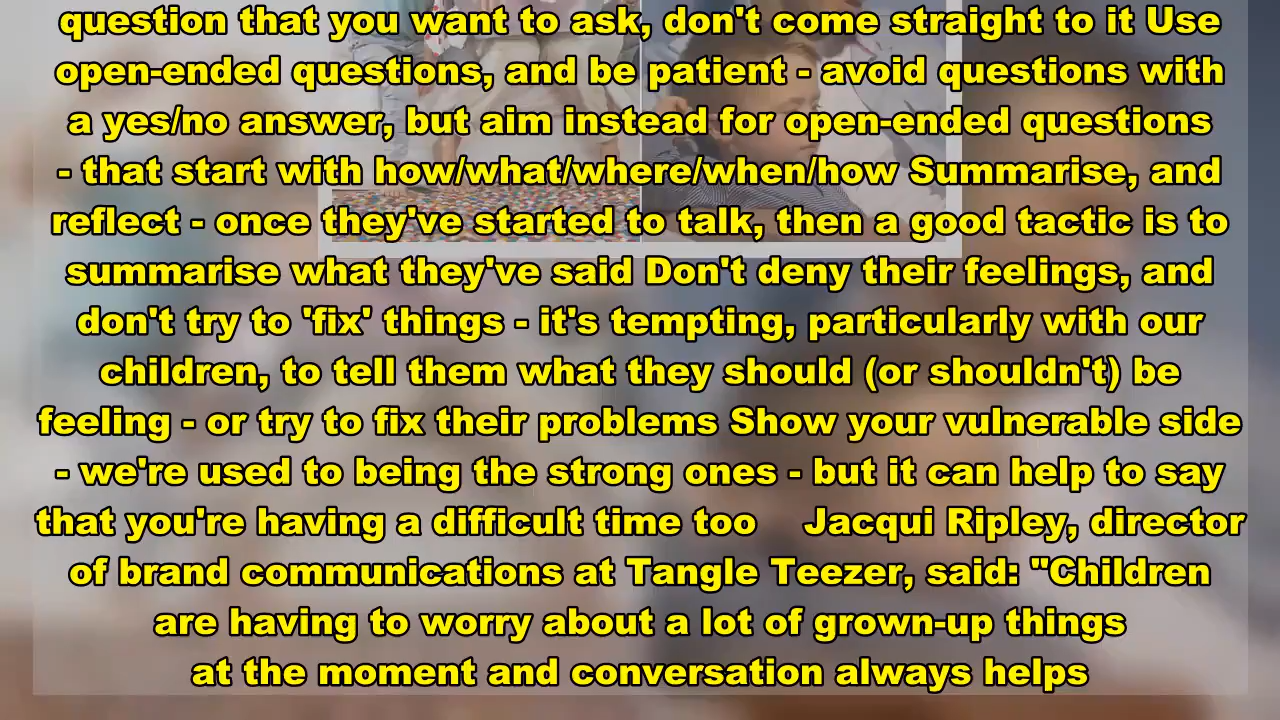 question that you want to ask, don't come straight to it Use
open-ended questions, and be patient - avoid questions with
a yes/no answer, but aim instead for open-ended questions
- that start with how/what/where/when/how Summarise, and
reflect - once they've started to talk, then a good tactic is to
summarise what they've said Don't deny their feelings, and
don't try to 'fix' things - it's tempting, particularly with our
children, to tell them what they should (or shouldn't) be
feeling - or try to fix their problems Show your vulnerable side
- we're used to being the strong ones - but it can help to say
that you're having a difficult time too    Jacqui Ripley, director
of brand communications at Tangle Teezer, said: "Children
are having to worry about a lot of grown-up things
at the moment and conversation always helps